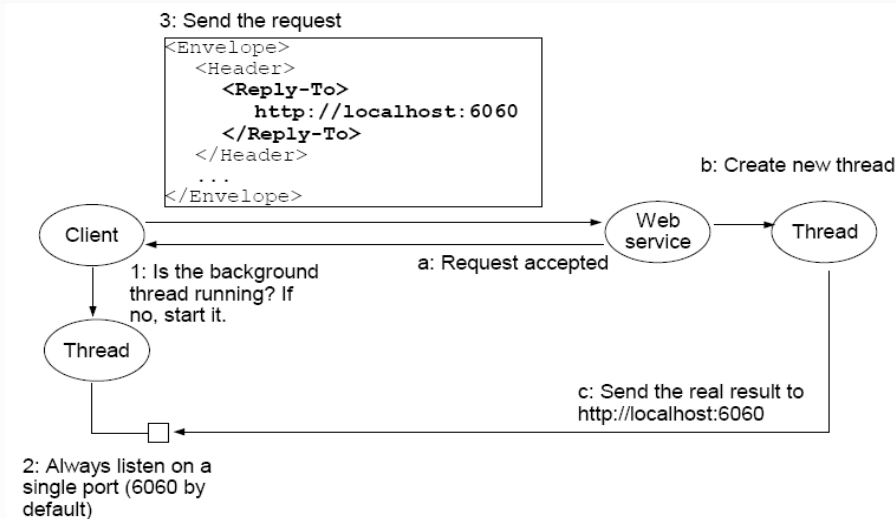 3: Send the request
<Envelope>
<Header>
<Reply-To>
http://localhost:6060
</Reply-To>
</Header>
...
</Envelope>
b: Create new thread
Client
Web
service
Thread
a: Request accepted
1: Is the background
thread running? If
no, start it.
Thread
c: Send the real result to
http://localhost:6060
2: Always listen on a
single port (6060 by
default)